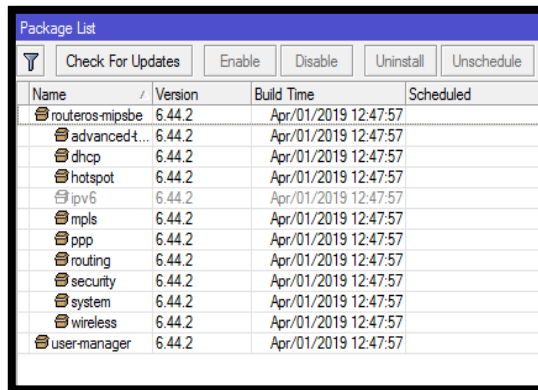 Package List
Check For Updates Enable Disable Uninstall Unschedule
Name Version Build Time Scheduled
routeros-mipsbe 6.44.2 Apr/01/2019 12:47:57
advanced-t... 6.44.2 Apr/01/2019 12:47:57
dhcp 6.44.2 Apr/01/2019 12:47:57
hotspot 6.44.2 Apr/01/2019 12:47:57
ipv6 6.44.2 Apr/01/2019 12:47:57
mpls 6.44.2 Apr/01/2019 12:47:57
ppp 6.44.2 Apr/01/2019 12:47:57
routing 6.44.2 Apr/01/2019 12:47:57
security 6.44.2 Apr/01/2019 12:47:57
system 6.44.2 Apr/01/2019 12:47:57
wireless 6.44.2 Apr/01/2019 12:47:57
user-manager 6.44.2 Apr/01/2019 12:47:57